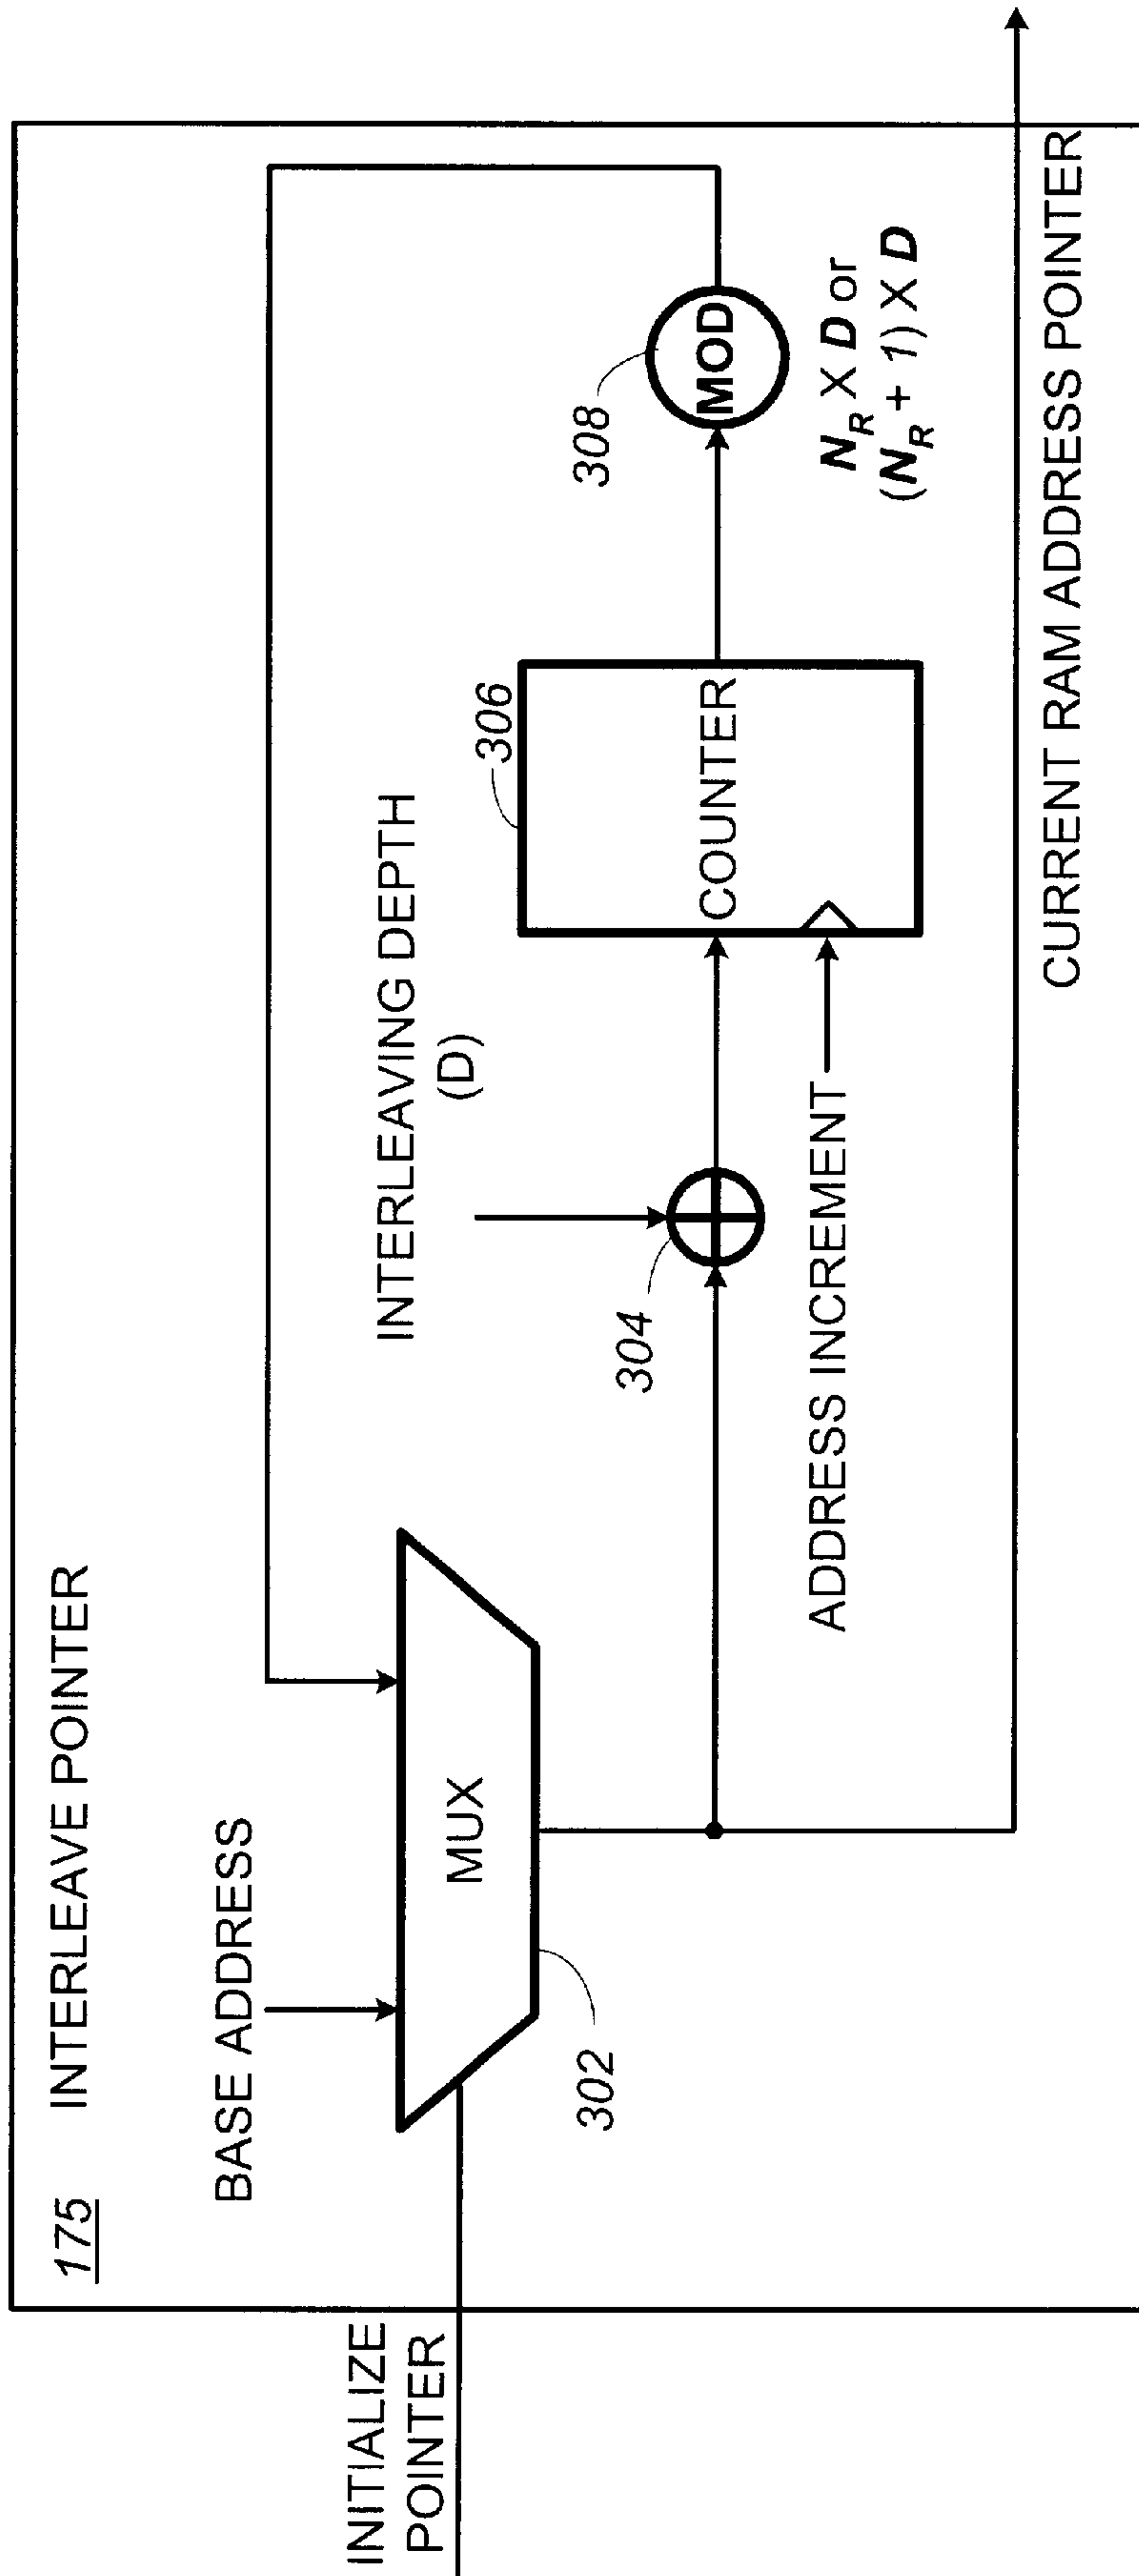 175 INTERLEAVE POINTER
INITIALIZE
POINTER
BASE ADDRESS
MUX
302
INTERLEAVING DEPTH
(D)
304
ADDRESS INCREMENT
306
COUNTER
308
MOD
N_R X D or
(N_R + 1) X D
CURRENT RAM ADDRESS POINTER